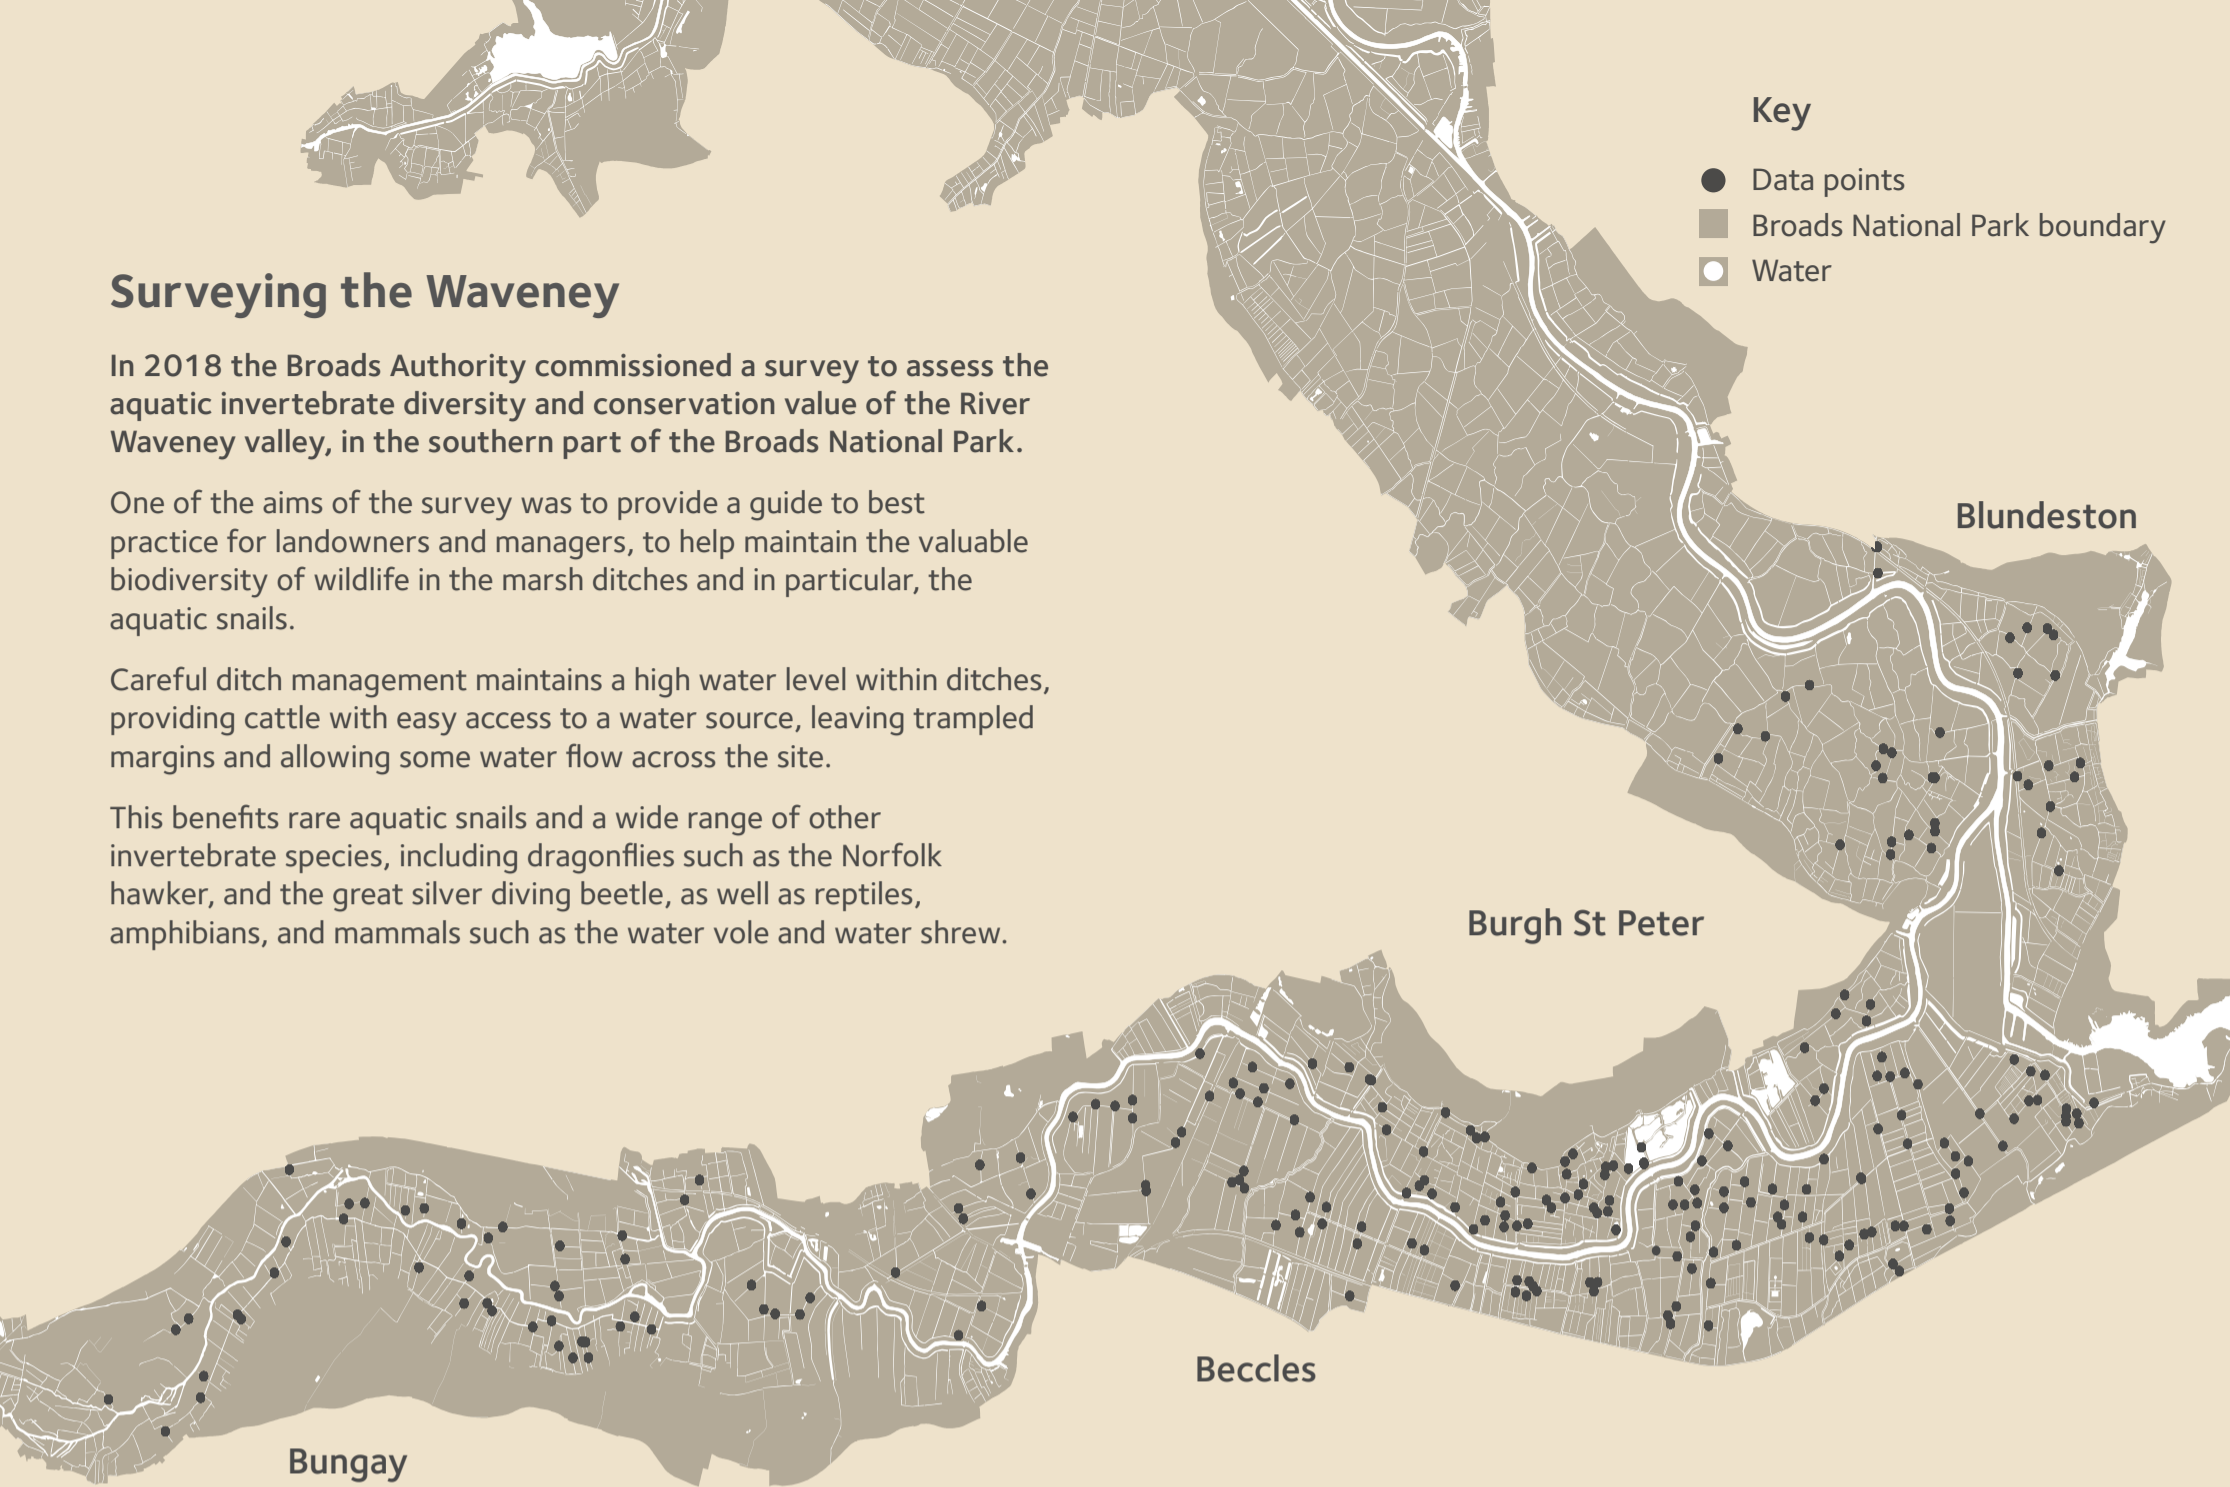 Key
Data points
Broads National Park boundary
Water
Surveying the Waveney
In 2018 the Broads Authority commissioned a survey to assess the
aquatic invertebrate diversity and conservation value of the River
Waveney valley, in the southern part of the Broads National Park.
One of the aims of the survey was to provide a guide to best
practice for landowners and managers, to help maintain the valuable
biodiversity of wildlife in the marsh ditches and in particular, the
aquatic snails.
Careful ditch management maintains a high water level within ditches,
providing cattle with easy access to a water source, leaving trampled
margins and allowing some water flow across the site.
This benefits rare aquatic snails and a wide range of other
invertebrate species, including dragonflies such as the Norfolk
hawker, and the great silver diving beetle, as well as reptiles,
amphibians, and mammals such as the water vole and water shrew.
Blundeston
Burgh St Peter
Beccles
Bungay